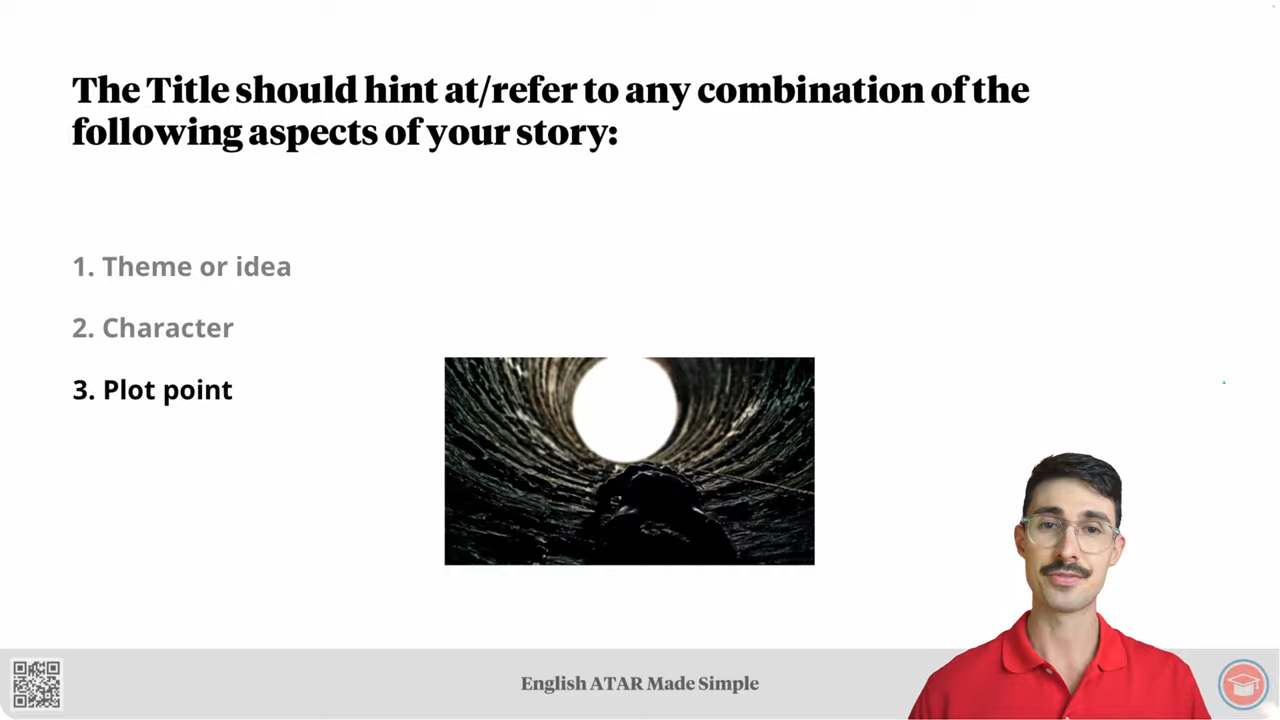 The Title should hint at/refer to any combination of the
following aspects of your story:
1. Theme or idea
2. Character
3. Plot point
English ATAR Made Simple